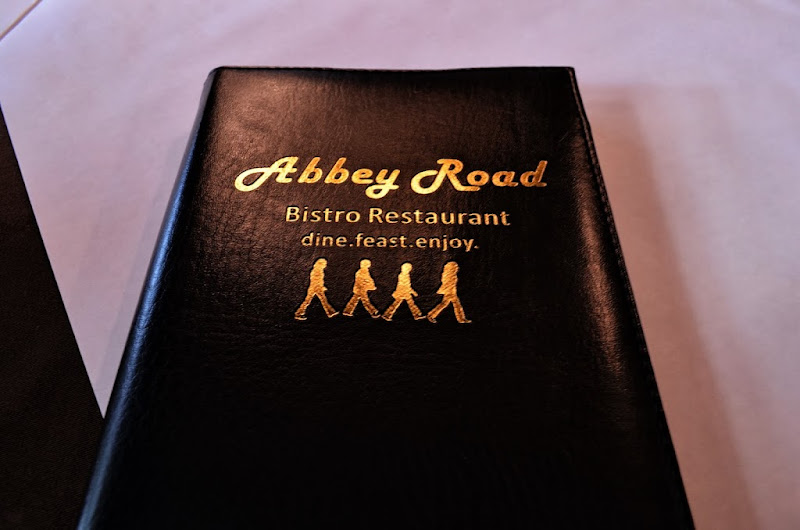 Abbey Road
Bistro Restaurant
dine.feast.enjoy.